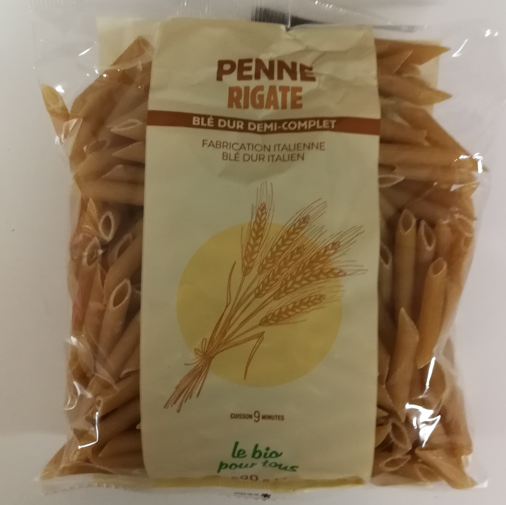 PENNE
RIGATE
BLÉ DUR DEMI-COMPLET
FABRICATION ITALIENNE
BLÉ DUR ITALIEN
CUISSON 9 MINUTES
le bio
pour tous